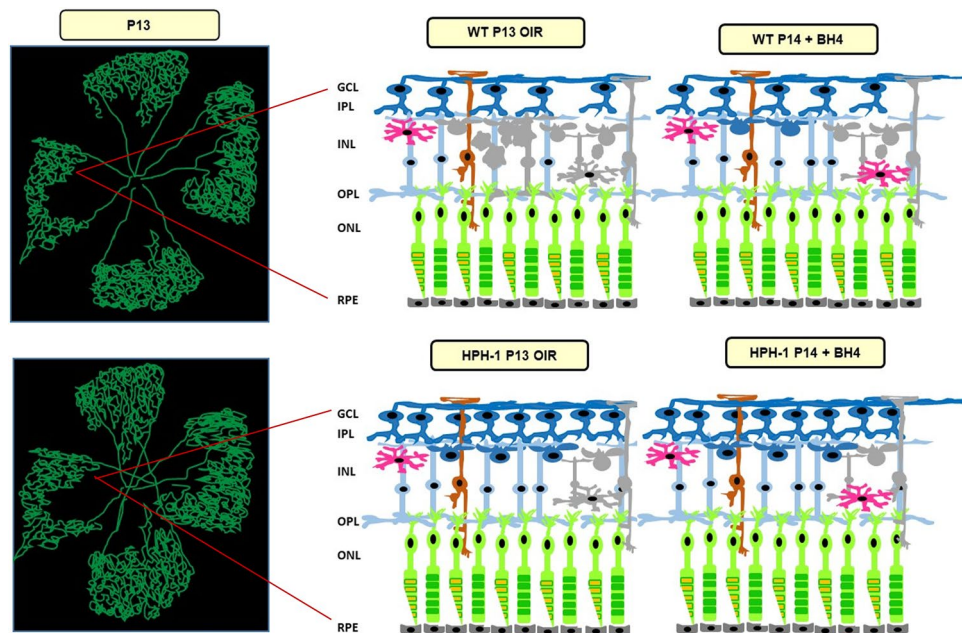 P13
WT P13 OIR
WT P14 + BH4
GCL
IPL
INL
OPL
ONL
RPE
HPH-1 P13 OIR
HPH-1 P14 + BH4
GCL
IPL
INL
OPL
ONL
RPE